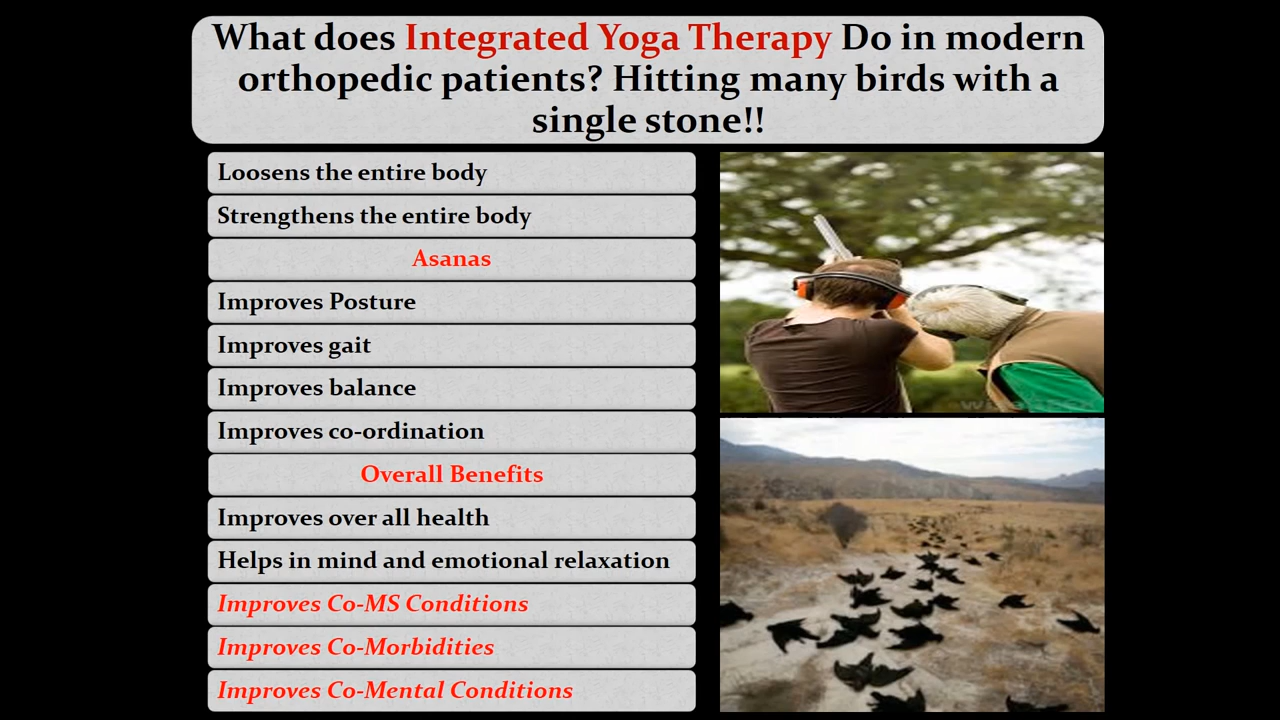 What does Integrated Yoga Therapy Do in modern
orthopedic patients? Hitting many birds with a
single stone!!
Loosens the entire body
Strengthens the entire body
Asanas
Improves Posture
Improves gait
Improves balance
Improves co-ordination
Overall Benefits
Improves over all health
Helps in mind and emotional relaxation
Improves Co-MS Conditions
Improves Co-Morbidities
Improves Co-Mental Conditions